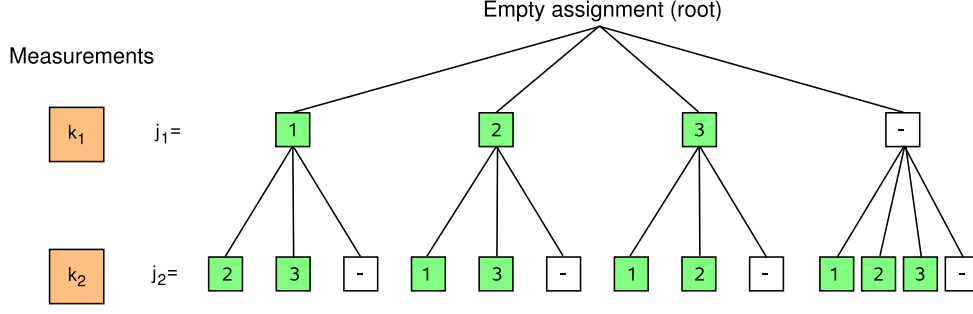 Empty assignment (root)
Measurements
k1 j1= 1 2 3 -
k2 j2= 2 3 - 1 3 - 1 2 - 1 2 3 -